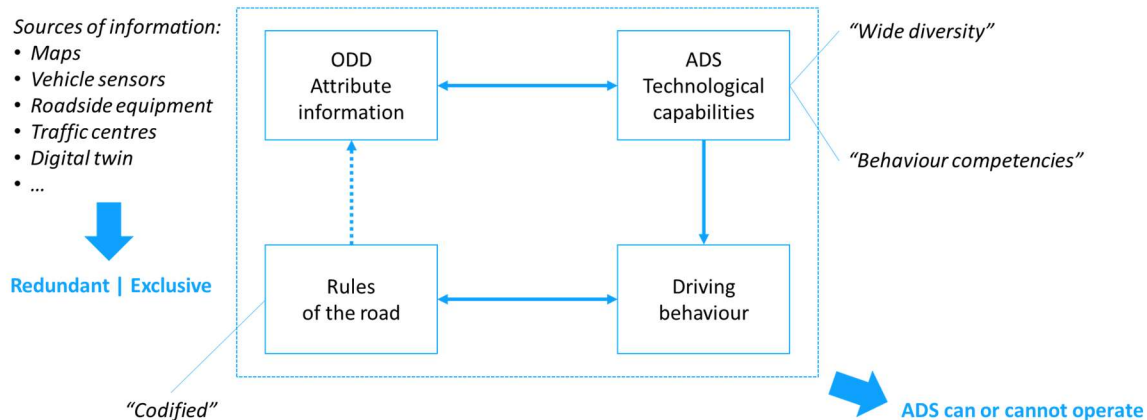 Sources of information:
• Maps
• Vehicle sensors
• Roadside equipment
• Traffic centres
• Digital twin
• ...
Redundant | Exclusive
ODD
Attribute
information
ADS
Technological
capabilities
“Wide diversity”
“Behaviour competencies”
Rules
of the road
Driving
behaviour
“Codified”
ADS can or cannot operate